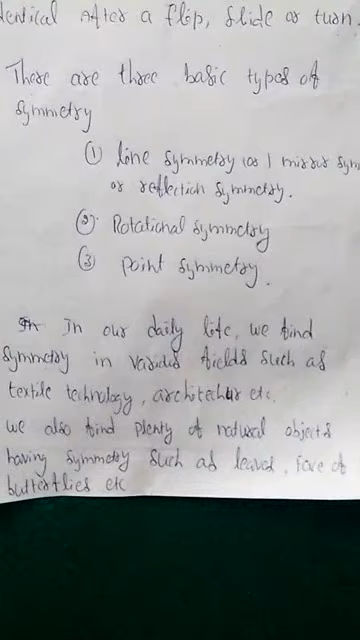 identical After a flip, slide or turn.
There are three basic types of
symmetry
(1) line symmetry (or) mirror sym
or reflection symmetry.
(2) Rotational symmetry
(3) point symmetry.
In our daily life, we find
symmetry in various fields such as
textile technology, architectur etc.
we also find plenty of natural objects
having symmetry such as leaves, face of
butterflies etc